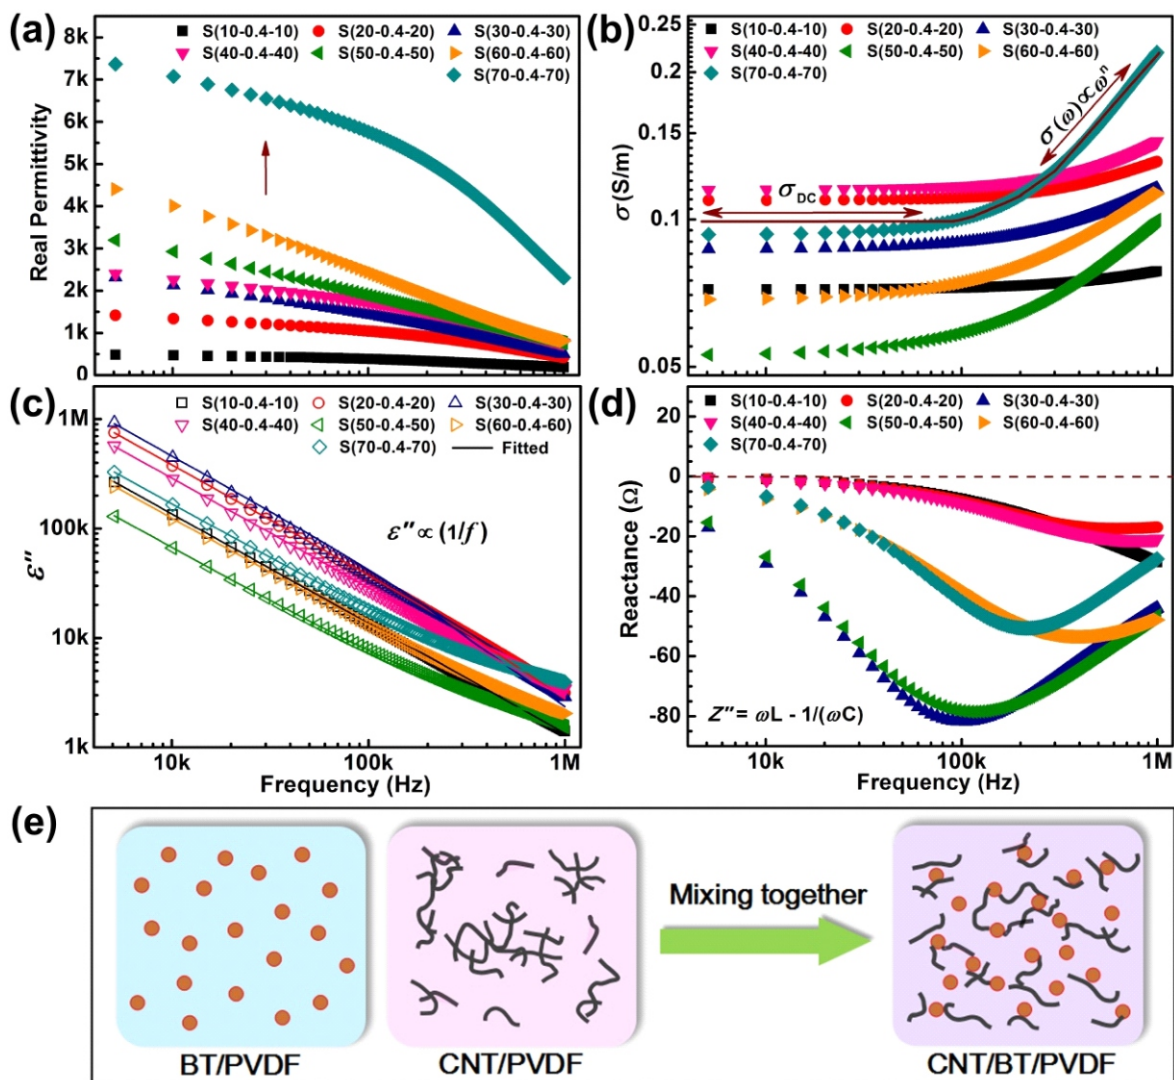 (a)
S(10-0.4-10) S(20-0.4-20) S(30-0.4-30)
S(40-0.4-40) S(50-0.4-50) S(60-0.4-60)
S(70-0.4-70)
8k
7k
6k
5k
4k
3k
2k
1k
0
Real Permittivity
(b)
S(10-0.4-10) S(20-0.4-20) S(30-0.4-30)
S(40-0.4-40) S(50-0.4-50) S(60-0.4-60)
S(70-0.4-70)
0.25
0.2
0.15
0.1
0.05
σ(S/m)
σDC
σ(ω)∝ωⁿ
(c)
S(10-0.4-10) S(20-0.4-20) S(30-0.4-30)
S(40-0.4-40) S(50-0.4-50) S(60-0.4-60)
S(70-0.4-70) Fitted
1M
100k
10k
1k
ε''
ε''∝(1/f)
10k 100k 1M
Frequency (Hz)
(d)
S(10-0.4-10) S(20-0.4-20) S(30-0.4-30)
S(40-0.4-40) S(50-0.4-50) S(60-0.4-60)
S(70-0.4-70)
20
0
-20
-40
-60
-80
Reactance (Ω)
Z''= ωL - 1/(ωC)
10k 100k 1M
Frequency (Hz)
(e)
Mixing together
BT/PVDF CNT/PVDF CNT/BT/PVDF